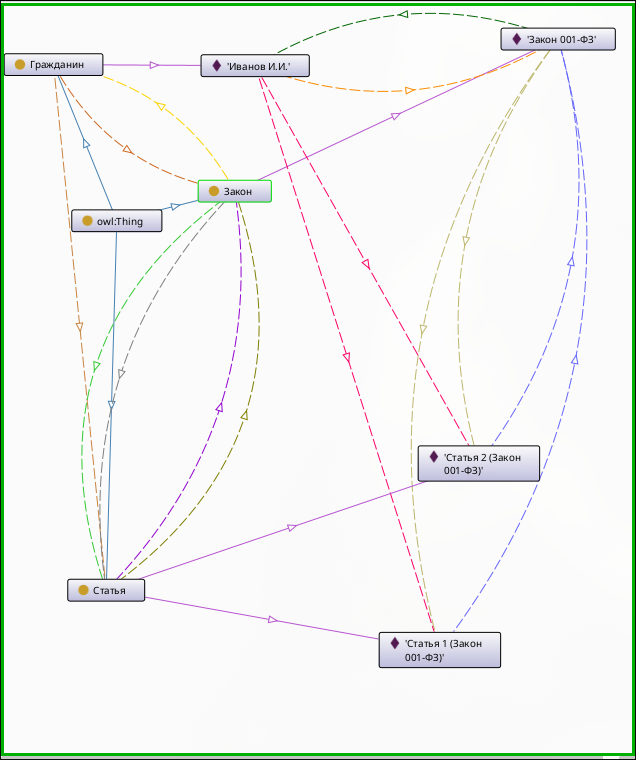 'Закон 001-ФЗ'
Гражданин
'Иванов И.И.'
Закон
owl:Thing
'Статья 2 (Закон
001-ФЗ)'
Статья
'Статья 1 (Закон
001-ФЗ)'